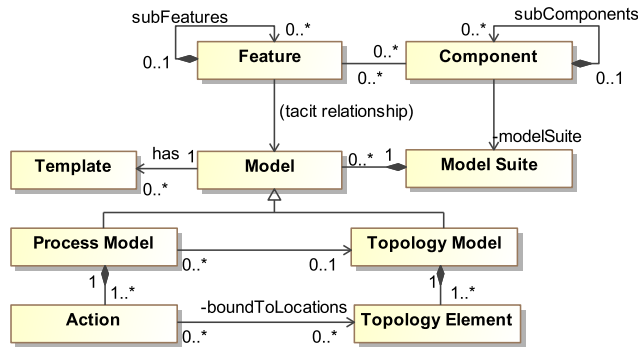 subFeatures
subComponents
0..*
0..*
Feature
0..*
Component
0..1
0..*
0..1
(tacit relationship)
-modelSuite
has
1
Template
Model
0..*
1
Model Suite
0..*
Process Model
Topology Model
0..*
0..1
1
1
1..*
1..*
-boundToLocations
Action
Topology Element
0..*
0..*